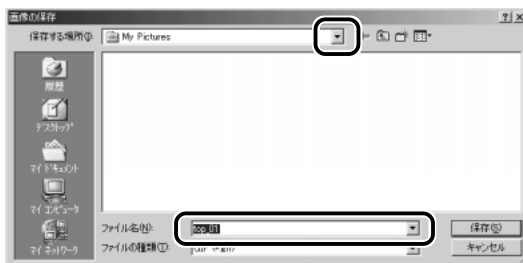 画像の保存
保存する場所(I):
My Pictures
履歴
デスクトップ
マイ ドキュメント
マイ コンピュータ
マイ ネットワーク
ファイル名(N):
top_01
保存(S)
ファイルの種類(T):
キャンセル